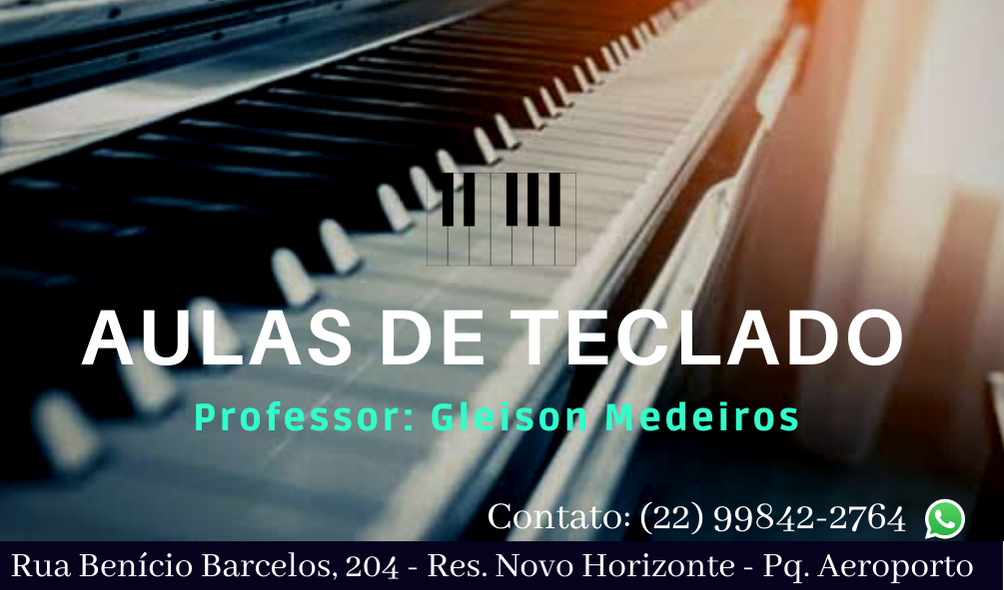 AULAS DE TECLADO
Professor: Gleison Medeiros
Contato: (22) 99842-2764
Rua Benício Barcelos, 204 - Res. Novo Horizonte - Pq. Aeroporto